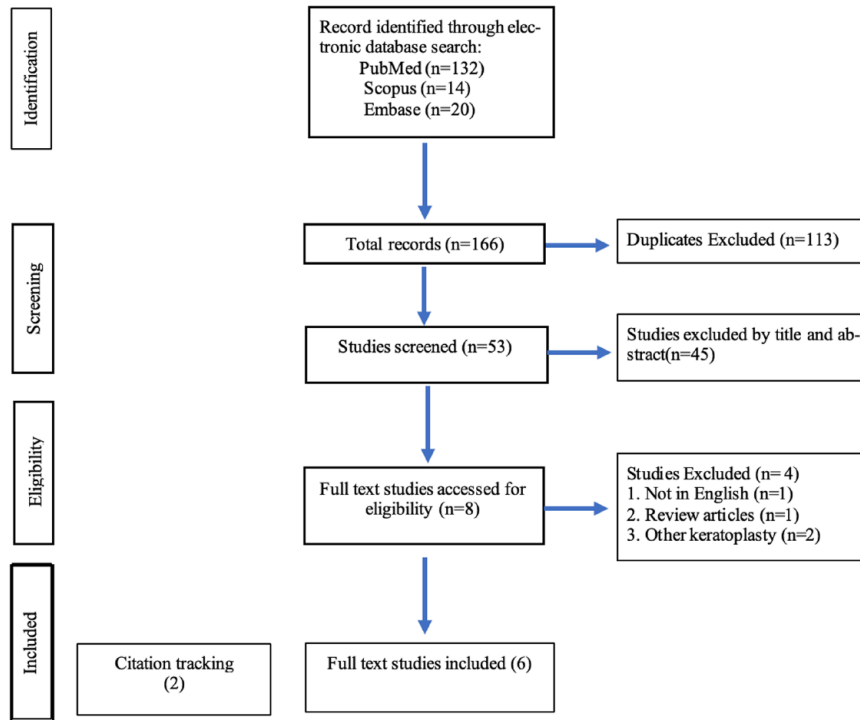 Identification
Record identified through elec-
tronic database search:
PubMed (n=132)
Scopus (n=14)
Embase (n=20)
Screening
Total records (n=166)
Duplicates Excluded (n=113)
Studies screened (n=53)
Studies excluded by title and ab-
stract(n=45)
Eligibility
Full text studies accessed for
eligibility (n=8)
Studies Excluded (n= 4)
1. Not in English (n=1)
2. Review articles (n=1)
3. Other keratoplasty (n=2)
Included
Citation tracking
(2)
Full text studies included (6)